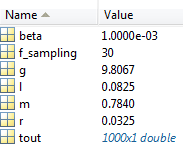 Name Value
beta 1.0000e-03
f_sampling 30
g 9.8067
l 0.0825
m 0.7840
r 0.0325
tout 1000x1 double